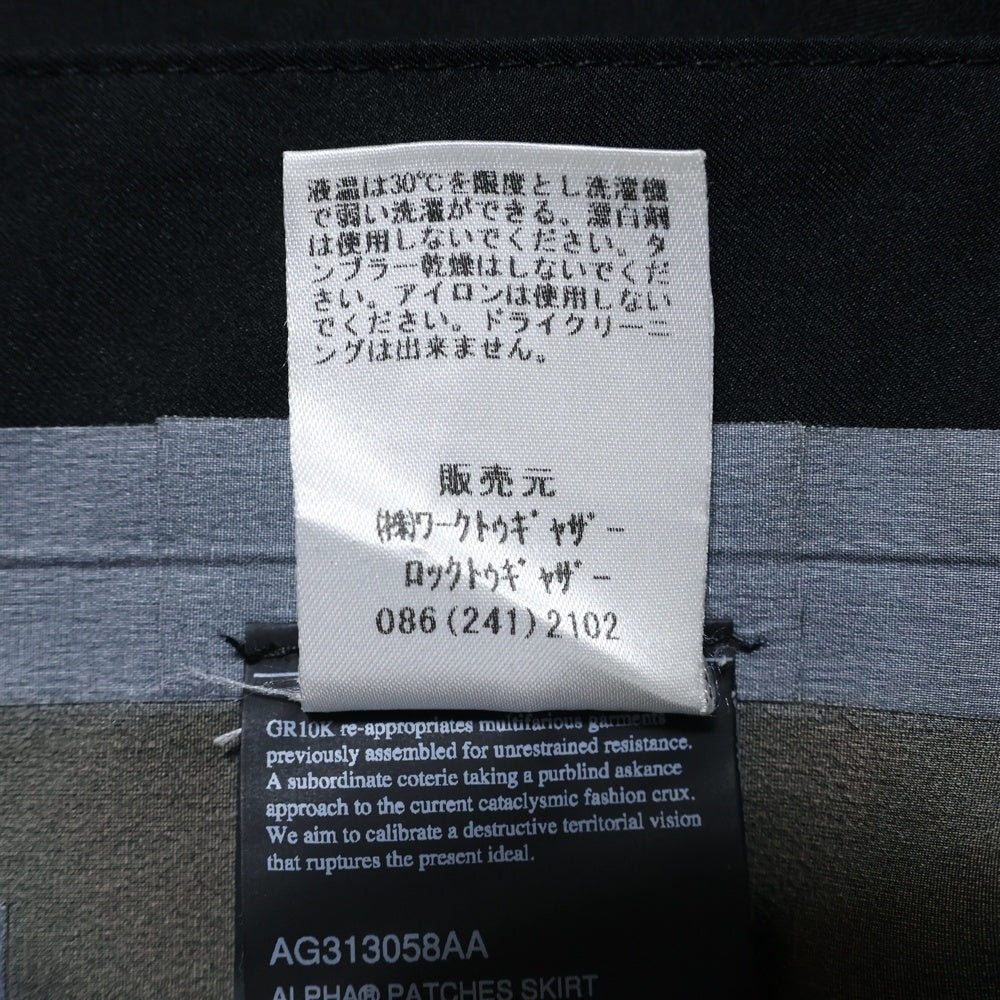 液温は30℃を限度とし洗濯機
で弱い洗濯ができる。漂白剤
は使用しないでください。タ
ンブラー乾燥はしないでくだ
さい。アイロンは使用しない
でください。ドライクリーニ
ングは出来ません。
販売元
㈱ワークトゥギャザー
ロックトゥギャザー
086(241)2102
GR10K re-appropriates multifarious garments
previously assembled for unrestrained resistance.
A subordinate coterie taking a purblind askance
approach to the current cataclysmic fashion crux.
We aim to calibrate a destructive territorial vision
that ruptures the present ideal.
AG313058AA
ALPHA® PATCHES SKIRT